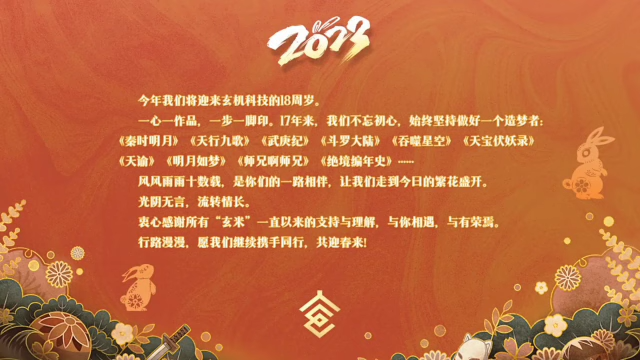 2023
今年我们将迎来玄机科技的18周岁。
一心一作品，一步一脚印。17年来，我们不忘初心，始终坚持做好一个造梦者：
《秦时明月》《天行九歌》《武庚纪》《斗罗大陆》《吞噬星空》《天宝伏妖录》
《天谕》《明月如梦》《师兄啊师兄》《绝境编年史》……
风风雨雨十数载，是你们的一路相伴，让我们走到今日的繁花盛开。
光阴无言，流转情长。
衷心感谢所有“玄米”一直以来的支持与理解，与你相遇，与有荣焉。
行路漫漫，愿我们继续携手同行，共迎春来！